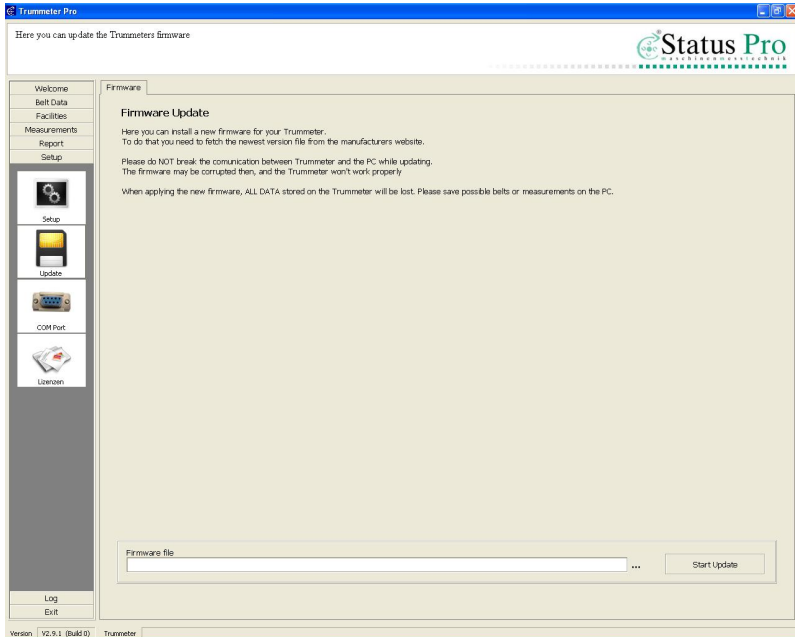 Trummeter Pro
Here you can update the Trummeters firmware
Status Pro
maschinenmesstechnik
Welcome
Belt Data
Facilities
Measurements
Report
Setup
Setup
Update
COM Port
Lizenzen
Log
Exit
Firmware
Firmware Update
Here you can install a new firmware for your Trummeter.
To do that you need to fetch the newest version file from the manufacturers website.
Please do NOT break the comunication between Trummeter and the PC while updating.
The firmware may be corrupted then, and the Trummeter won't work properly
When applying the new firmware, ALL DATA stored on the Trummeter will be lost. Please save possible belts or measurements on the PC.
Firmware file
... Start Update
Version V2.9.1 (Build 0) Trummeter